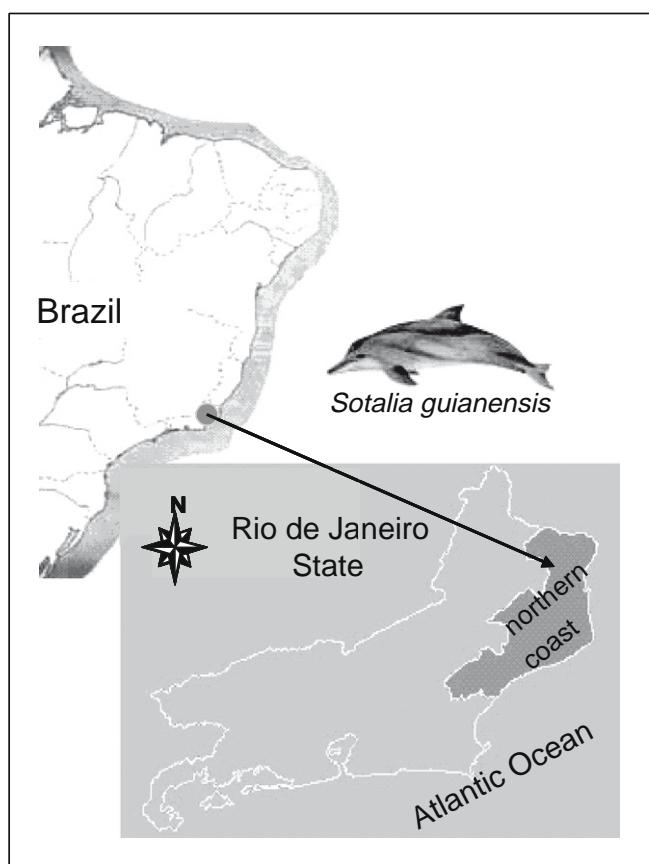 Brazil
Sotalia guianensis
N
Rio de Janeiro
State
northern
coast
Atlantic Ocean